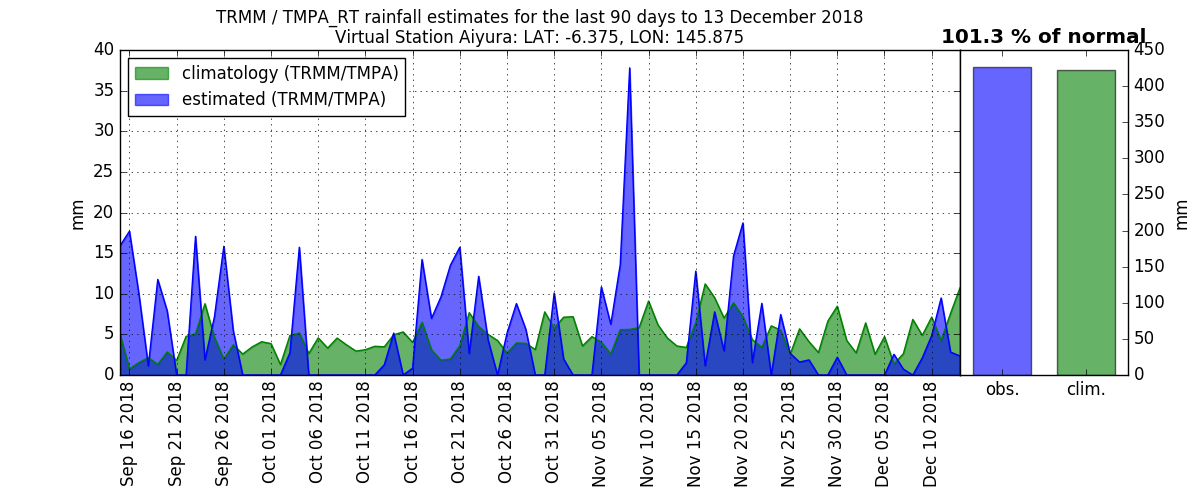 TRMM / TMPA_RT rainfall estimates for the last 90 days to 13 December 2018
Virtual Station Aiyura: LAT: -6.375, LON: 145.875
101.3 % of normal
climatology (TRMM/TMPA)
estimated (TRMM/TMPA)
mm
40
35
30
25
20
15
10
5
0
Sep 16 2018
Sep 21 2018
Sep 26 2018
Oct 01 2018
Oct 06 2018
Oct 11 2018
Oct 16 2018
Oct 21 2018
Oct 26 2018
Oct 31 2018
Nov 05 2018
Nov 10 2018
Nov 15 2018
Nov 20 2018
Nov 25 2018
Nov 30 2018
Dec 05 2018
Dec 10 2018
obs.
clim.
450
400
350
300
250
200
150
100
50
0
mm